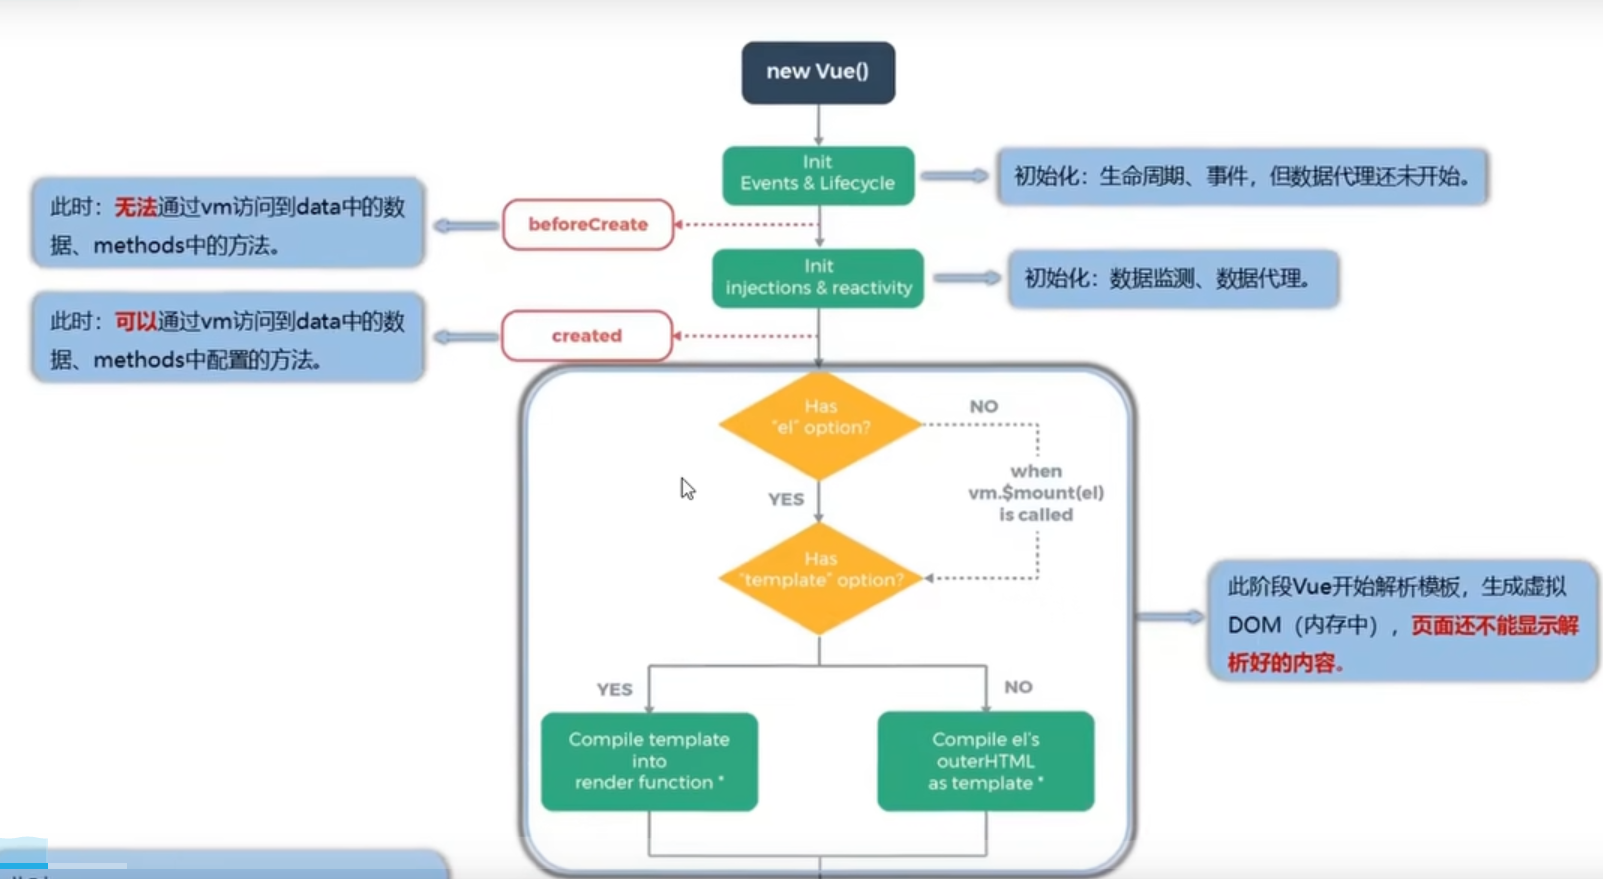 new Vue()
Init
Events & Lifecycle
初始化：生命周期、事件，但数据代理还未开始。
此时：无法通过vm访问到data中的数
据、methods中的方法。
beforeCreate
Init
injections & reactivity
初始化：数据监测、数据代理。
此时：可以通过vm访问到data中的数
据、methods中配置的方法。
created
Has
"el" option?
NO
when
vm.$mount(el)
is called
YES
Has
"template" option?
此阶段Vue开始解析模板，生成虚拟
DOM（内存中），页面还不能显示解
析好的内容。
YES
NO
Compile template
into
render function *
Compile el's
outerHTML
as template *